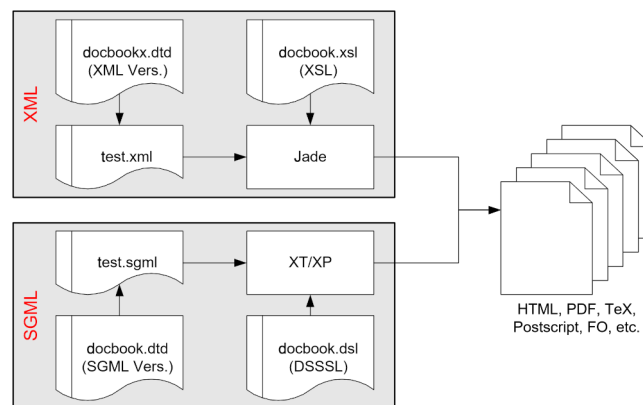 XML
docbookx.dtd
(XML Vers.)
docbook.xsl
(XSL)
test.xml
Jade
SGML
test.sgml
XT/XP
docbook.dtd
(SGML Vers.)
docbook.dsl
(DSSSL)
HTML, PDF, TeX,
Postscript, FO, etc.